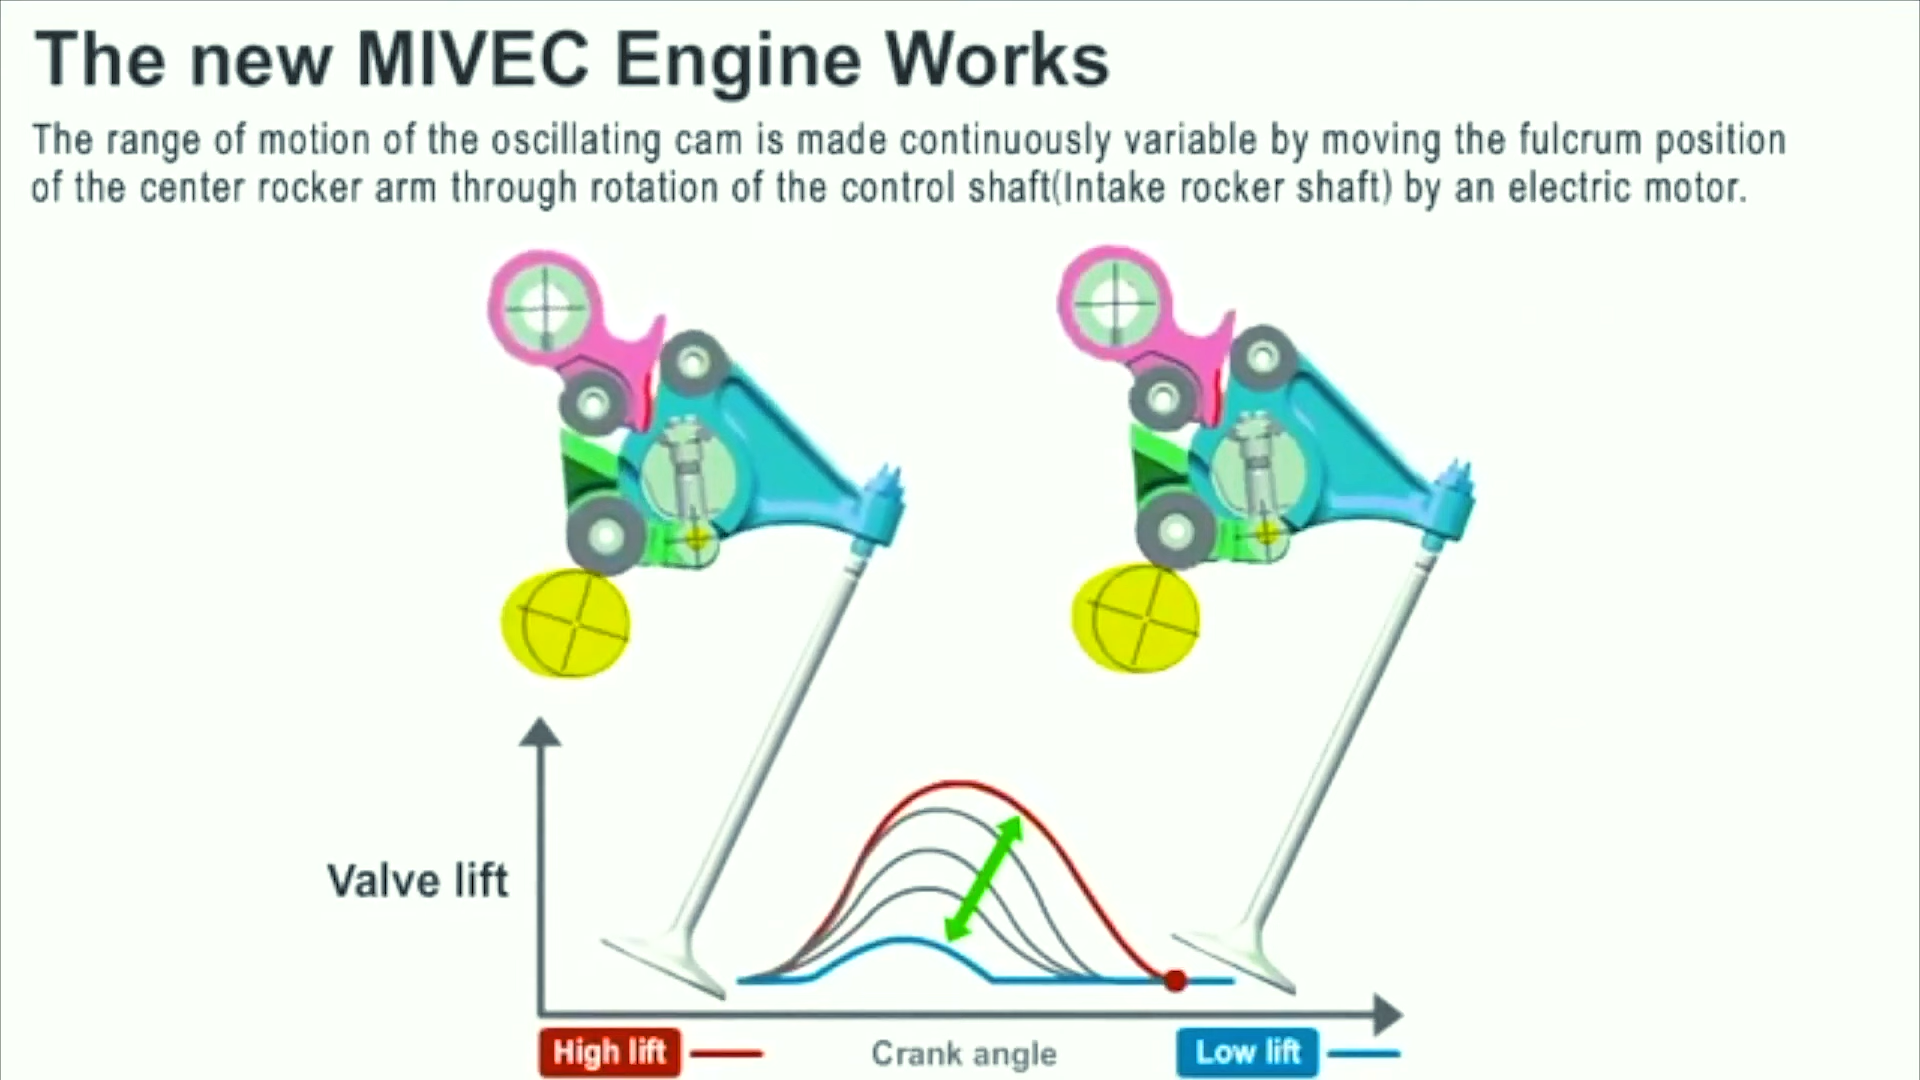 The new MIVEC Engine Works
The range of motion of the oscillating cam is made continuously variable by moving the fulcrum position
of the center rocker arm through rotation of the control shaft(Intake rocker shaft) by an electric motor.
Valve lift
High lift
Crank angle
Low lift